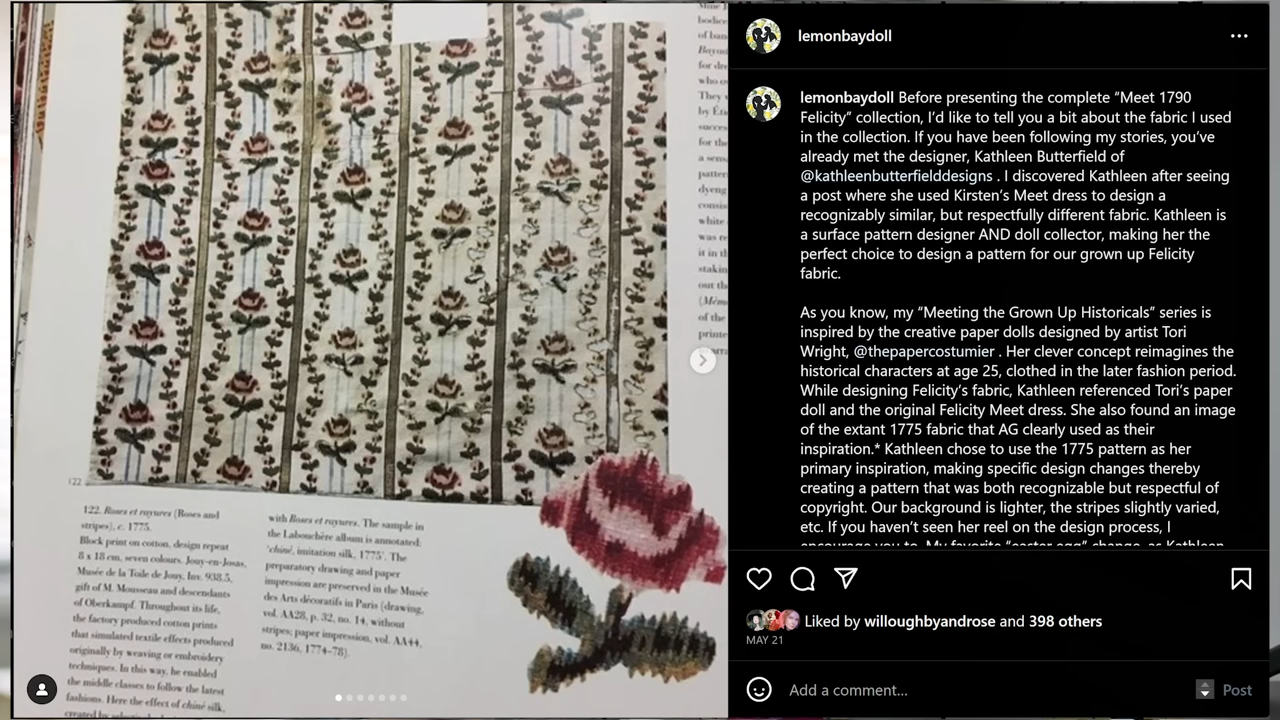 122
122. Roses et rayures (Roses and
stripes), c. 1775.
Block print on cotton, design repeat
8 x 18 cm, seven colours. Jouy-en-Josas,
Musée de la Toile de Jouy, Inv. 938.5,
gift of M. Mousseau and descendants
of Oberkampf. Throughout its life,
the factory produced cotton prints
that simulated textile effects produced
originally by weaving or embroidery
techniques. In this way, he enabled
the middle classes to follow the latest
fashions. Here the effect of chiné silk,
with Roses et rayures. The sample in
the Labouchère album is annotated:
'chiné, imitation silk, 1775'. The
preparatory drawing and paper
impression are preserved in the Musée
des Arts décoratifs in Paris (drawing,
vol. AA28, p. 32, no. 14, without
stripes; paper impression, vol. AA44,
no. 2136, 1774–78).
lemonbaydoll
lemonbaydoll Before presenting the complete "Meet 1790
Felicity" collection, I'd like to tell you a bit about the fabric I used
in the collection. If you have been following my stories, you've
already met the designer, Kathleen Butterfield of
@kathleenbutterfielddesigns . I discovered Kathleen after seeing
a post where she used Kirsten's Meet dress to design a
recognizably similar, but respectfully different fabric. Kathleen is
a surface pattern designer AND doll collector, making her the
perfect choice to design a pattern for our grown up Felicity
fabric.
As you know, my "Meeting the Grown Up Historicals" series is
inspired by the creative paper dolls designed by artist Tori
Wright, @thepapercostumier . Her clever concept reimagines the
historical characters at age 25, clothed in the later fashion period.
While designing Felicity's fabric, Kathleen referenced Tori's paper
doll and the original Felicity Meet dress. She also found an image
of the extant 1775 fabric that AG clearly used as their
inspiration.* Kathleen chose to use the 1775 pattern as her
primary inspiration, making specific design changes thereby
creating a pattern that was both recognizable but respectful of
copyright. Our background is lighter, the stripes slightly varied,
etc. If you haven't seen her reel on the design process, I
encourage you to. My favorite "easter egg" change, as Kathleen
Liked by willoughbyandrose and 398 others
MAY 21
Add a comment...
Post